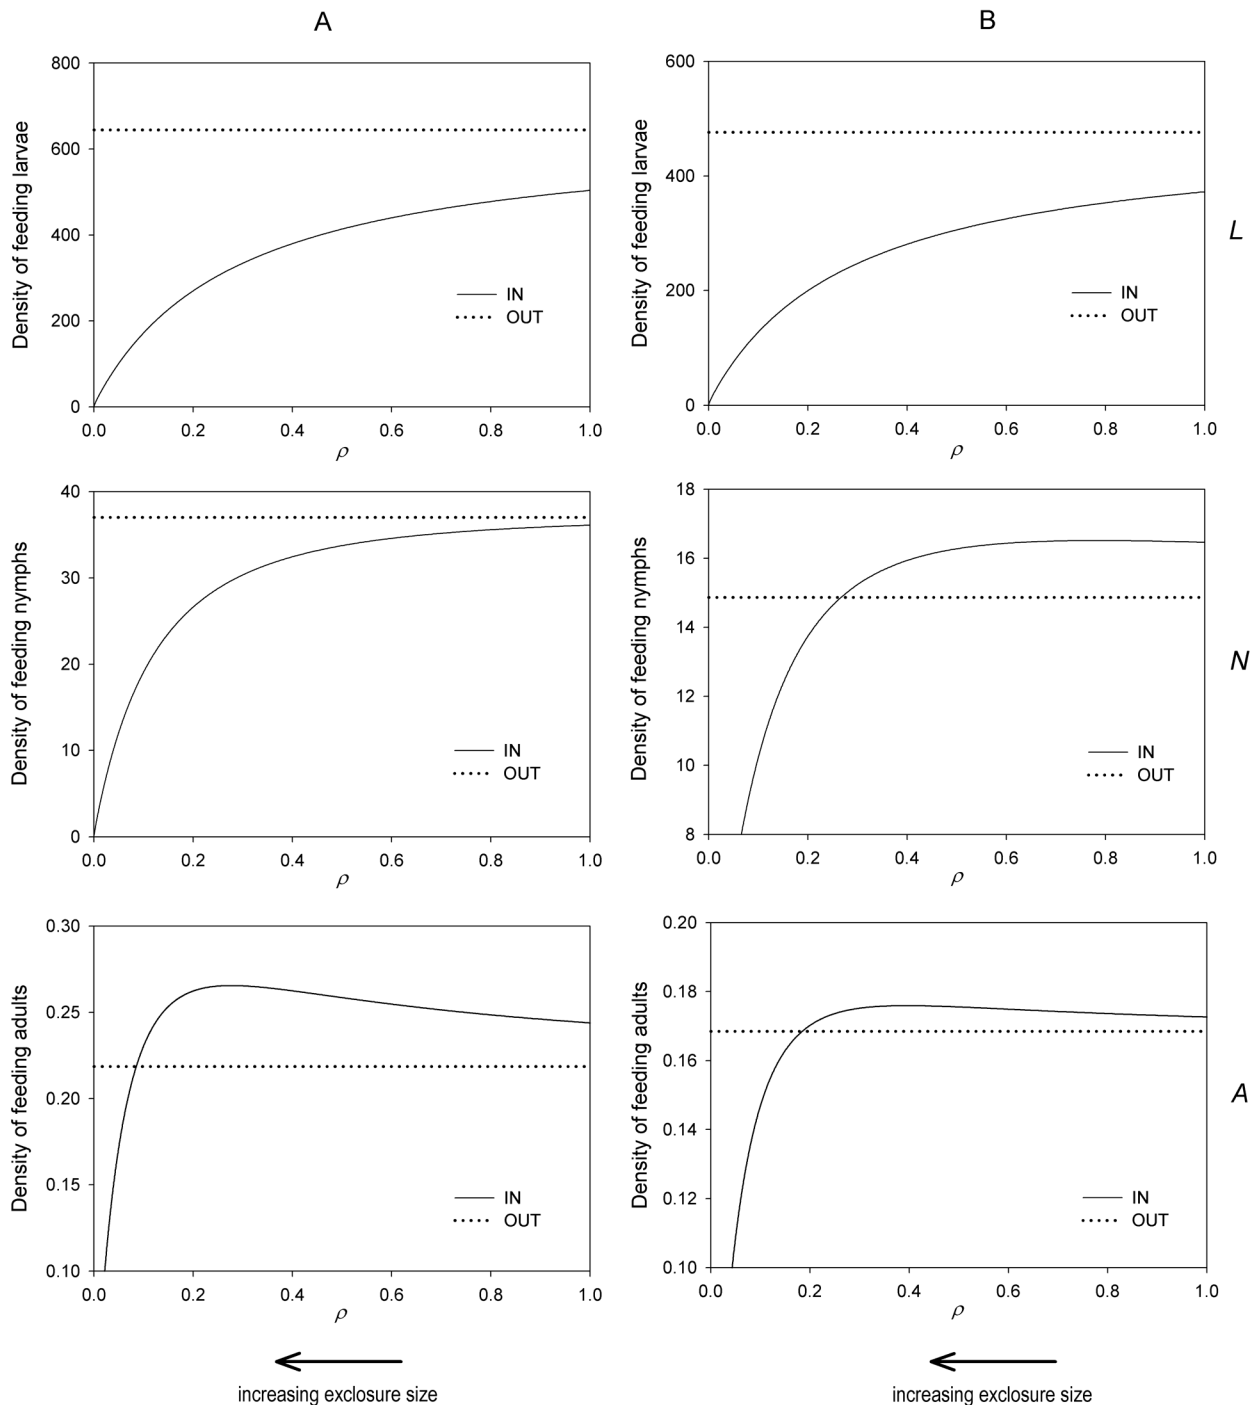 A
B
Density of feeding larvae
800
600
400
200
0
IN
OUT
0.0 0.2 0.4 0.6 0.8 1.0
ρ
Density of feeding larvae
600
400
200
0
IN
OUT
0.0 0.2 0.4 0.6 0.8 1.0
ρ
L
Density of feeding nymphs
40
30
20
10
0
IN
OUT
0.0 0.2 0.4 0.6 0.8 1.0
ρ
Density of feeding nymphs
18
16
14
12
10
8
IN
OUT
0.0 0.2 0.4 0.6 0.8 1.0
ρ
N
Density of feeding adults
0.30
0.25
0.20
0.15
0.10
IN
OUT
0.0 0.2 0.4 0.6 0.8 1.0
ρ
Density of feeding adults
0.20
0.18
0.16
0.14
0.12
0.10
IN
OUT
0.0 0.2 0.4 0.6 0.8 1.0
ρ
A
increasing exclosure size
increasing exclosure size